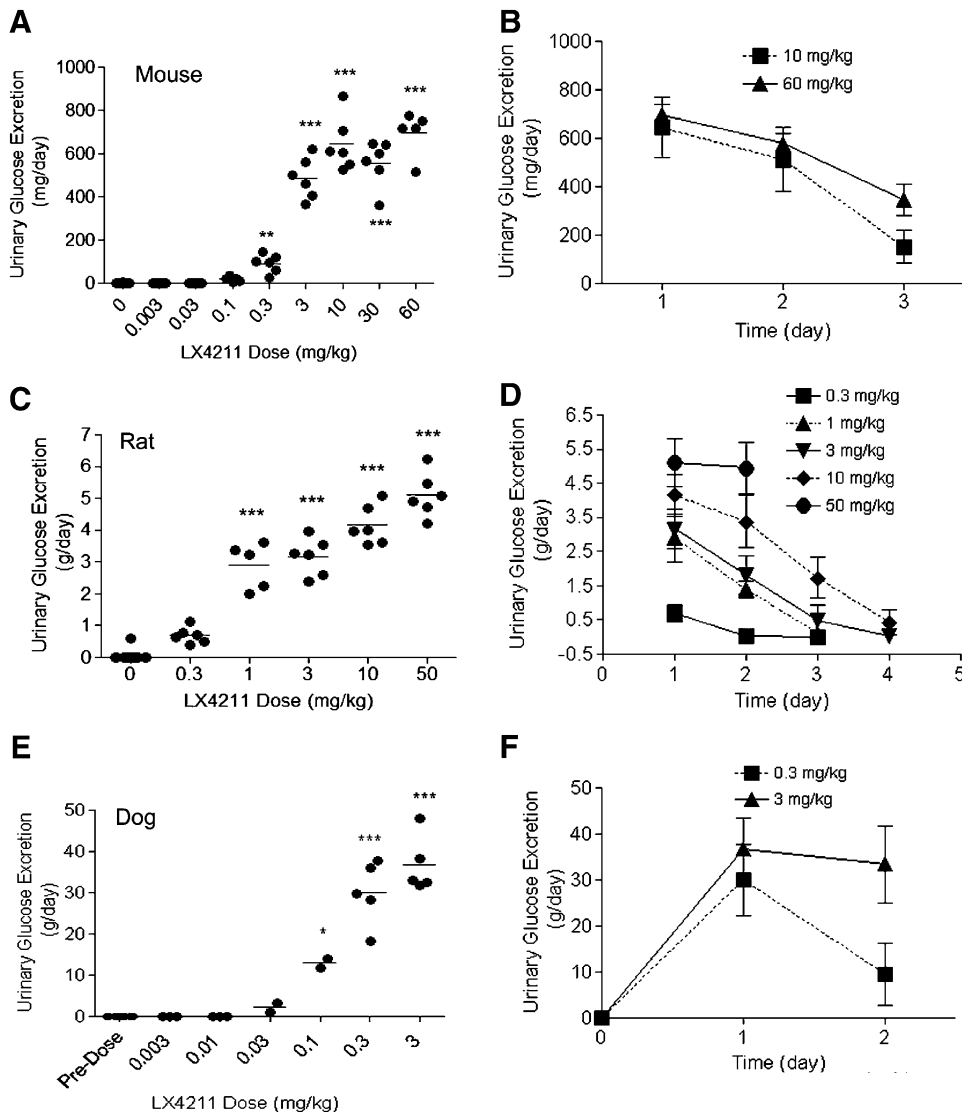 A
Mouse
Urinary Glucose Excretion
(mg/day)
1000
800
600
400
200
0
***
***
***
**
***
0
0.003
0.03
0.1
0.3
3
10
30
60
LX4211 Dose (mg/kg)
B
10 mg/kg
60 mg/kg
Urinary Glucose Excretion
(mg/day)
1000
800
600
400
200
0
1
2
3
Time (day)
C
Rat
Urinary Glucose Excretion
(g/day)
7
6
5
4
3
2
1
0
***
***
***
***
0
0.3
1
3
10
50
LX4211 Dose (mg/kg)
D
0.3 mg/kg
1 mg/kg
3 mg/kg
10 mg/kg
50 mg/kg
Urinary Glucose Excretion
(g/day)
6.5
5.5
4.5
3.5
2.5
1.5
0.5
-0.5
0
1
2
3
4
5
Time (day)
E
Dog
Urinary Glucose Excretion
(g/day)
50
40
30
20
10
0
***
***
*
Pre-Dose
0.003
0.01
0.03
0.1
0.3
3
LX4211 Dose (mg/kg)
F
0.3 mg/kg
3 mg/kg
Urinary Glucose Excretion
(g/day)
50
40
30
20
10
0
0
1
2
Time (day)